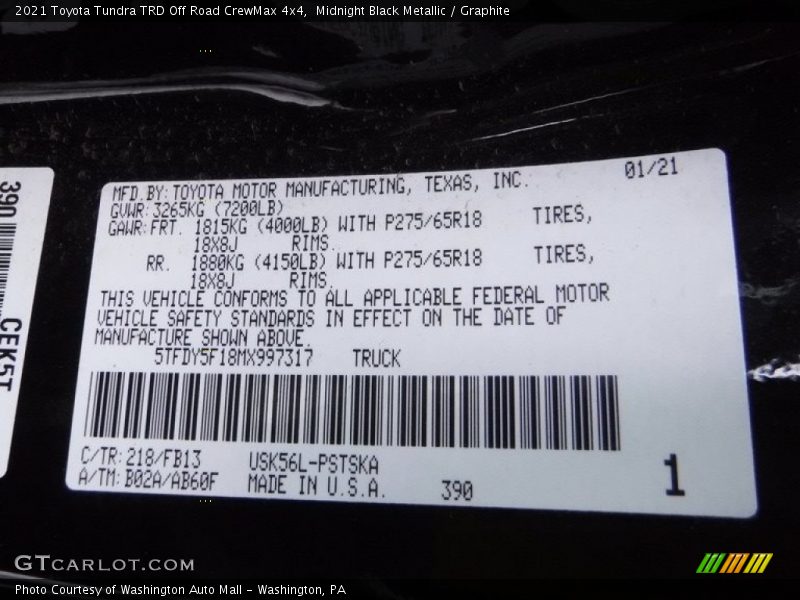 2021 Toyota Tundra TRD Off Road CrewMax 4x4,  Midnight Black Metallic / Graphite
390
CEK5T
01/21
MFD. BY: TOYOTA MOTOR MANUFACTURING, TEXAS, INC.
GVWR: 3265KG (7200LB)
GAWR: FRT. 1815KG (4000LB) WITH P275/65R18 TIRES,
18X8J RIMS.
RR. 1880KG (4150LB) WITH P275/65R18 TIRES,
18X8J RIMS.
THIS VEHICLE CONFORMS TO ALL APPLICABLE FEDERAL MOTOR
VEHICLE SAFETY STANDARDS IN EFFECT ON THE DATE OF
MANUFACTURE SHOWN ABOVE.
5TFDY5F18MX997317 TRUCK
C/TR: 218/FB13 USK56L-PSTSKA
A/TM: B02A/AB60F MADE IN U.S.A. 390
1
GTCARLOT.COM
Photo Courtesy of Washington Auto Mall - Washington, PA